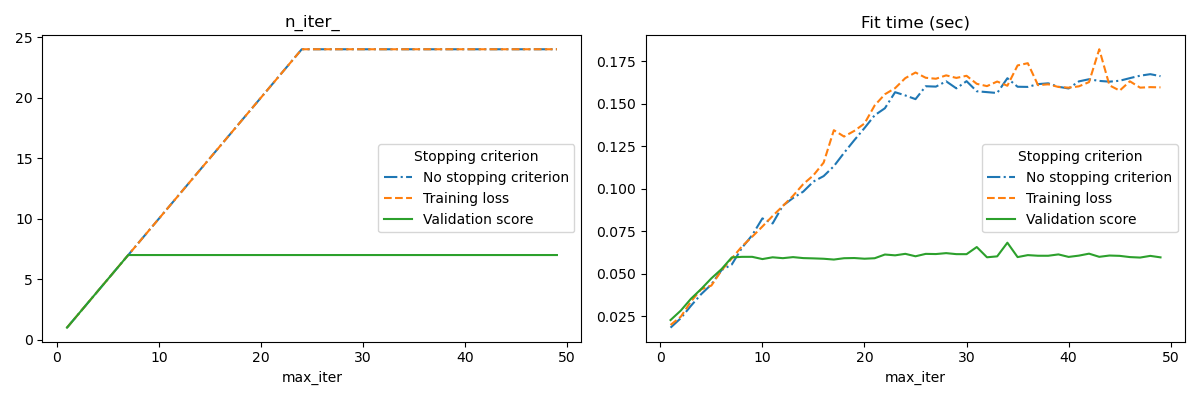 n_iter_
25
20
15
10
5
0
Stopping criterion
No stopping criterion
Training loss
Validation score
0 10 20 30 40 50
max_iter
Fit time (sec)
0.175
0.150
0.125
0.100
0.075
0.050
0.025
Stopping criterion
No stopping criterion
Training loss
Validation score
0 10 20 30 40 50
max_iter